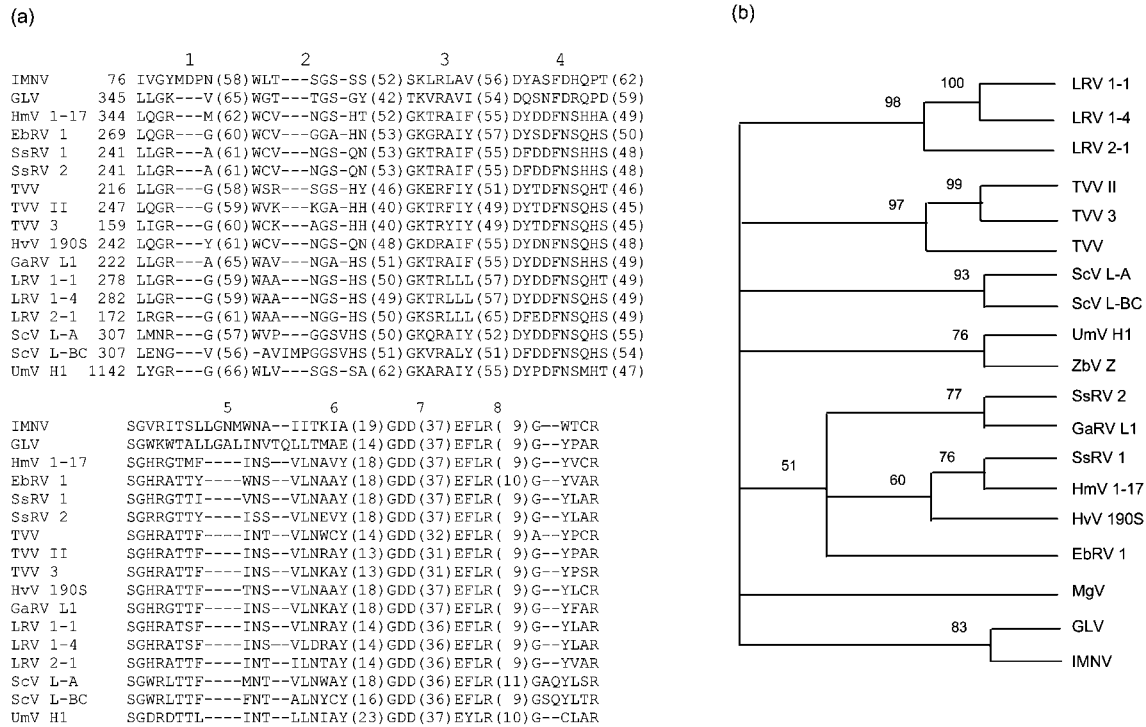 (a)
1 2 3 4
IMNV 76 IVGYMDPN(58)WLT---SGS-SS(52)SKLRLAV(56)DYASFDHQPT(62)
GLV 345 LLGK---V(65)WGT---TGS-GY(42)TKVRAVI(54)DQSNFDRQPD(59)
HmV 1-17 344 LQGR---M(62)WCV---NGS-HT(52)GKTRAIF(55)DYDDFNSHHA(49)
EbRV 1 269 LQGR---G(60)WCV---GGA-HN(53)GKGRAIY(57)DYSDFNSQHS(50)
SsRV 1 241 LLGR---A(61)WCV---NGS-QN(53)GKTRAIF(55)DFDDFNSHHS(48)
SsRV 2 241 LLGR---A(61)WCV---NGS-QN(53)GKTRAIF(55)DFDDFNSQHS(48)
TVV 216 LLGR---G(58)WSR---SGS-HY(46)GKERFIY(51)DYTDFNSQHT(46)
TVV II 247 LQGR---G(59)WVK---KGA-HH(40)GKTRFIY(49)DYTDFNSQHS(45)
TVV 3 159 LIGR---G(60)WCK---AGS-HH(40)GKTRYIY(49)DYTDFNSQHS(45)
HvV 190S 242 LQGR---Y(61)WCV---NGS-QN(48)GKDRAIF(55)DYDNFNSQHS(48)
GaRV L1 222 LLGR---G(65)WAV---NGA-HS(51)GKTRAIF(55)DYDDFNSHHS(49)
LRV 1-1 278 LLGR---G(59)WAA---NGS-HS(50)GKTRLLL(57)DYDDFNSQHT(49)
LRV 1-4 282 LLGR---G(59)WAA---NGS-HS(49)GKTRLLL(57)DYDDFNSQHS(49)
LRV 2-1 172 LRGR---G(61)WAA---NGG-HS(50)GKSRLLL(65)DFEDFNSQHS(49)
ScV L-A 307 LMNR---G(57)WVP---GGSVHS(60)GKQRAIY(52)DYDDFNSQHS(55)
ScV L-BC 307 LENG---V(56)-AVIMPGGSVHS(61)GKVRALY(51)DFDDFNSQHS(54)
UmV H1 1142 LYGR---G(66)WLV---SGS-SA(62)GKARAIY(55)DYPDFNSMHT(47)
5 6 7 8
IMNV SGVRITSLLGNMWNA--IITKIA(19)GDD(37)EFLR( 9)G--WTCR
GLV SGWKWTALLGALINVTQLLTMAE(14)GDD(37)EFLR( 9)G--YPAR
HmV 1-17 SGHRGTMF----INS--VLNAVY(18)GDD(37)EFLR( 9)G--YVCR
EbRV 1 SGHRATTY----WNS--VLNAAY(18)GDD(37)EFLR(10)G--YVAR
SsRV 1 SGHRGTTI----VNS--VLNAAY(18)GDD(37)EFLR( 9)G--YLAR
SsRV 2 SGRRGTTY----ISS--VLNEVY(18)GDD(37)EFLR( 9)G--YLAR
TVV SGHRATTF----INT--VLNWCY(14)GDD(32)EFLR( 9)A--YPCR
TVV II SGHRATTF----INS--VLNRAY(13)GDD(31)EFLR( 9)G--YPAR
TVV 3 SGHRATTF----INS--VLNKAY(13)GDD(31)EFLR( 9)G--YPSR
HvV 190S SGHRATTF----INS--VLNAAY(17)GDD(37)EFLR( 9)G--YLCR
GaRV L1 SGHRGTTF----INS--VLNKAY(18)GDD(37)EFLR( 9)G--YFAR
LRV 1-1 SGHRATSF----INS--VLNRAY(14)GDD(36)EFLR( 9)G--YLAR
LRV 1-4 SGHRATSF----INS--VLDRAY(14)GDD(36)EFLR( 9)G--YLAR
LRV 2-1 SGHRATTF----INT--ILNTAY(14)GDD(36)EFLR( 9)G--YVAR
ScV L-A SGWRLTTF----MNT--VLNWAY(18)GDD(36)EFLR(11)GAQYLSR
ScV L-BC SGWRLTTF----FNT--ALNYCY(16)GDD(36)EFLR( 9)GSQYLTR
UmV H1 SGDRDTTL----INT--LLNIAY(23)GDD(37)EYLR(10)G--CLAR
(b)
100 LRV 1-1
98
LRV 1-4
LRV 2-1
99 TVV II
97
TVV 3
TVV
93 ScV L-A
ScV L-BC
76 UmV H1
ZbV Z
77 SsRV 2
GaRV L1
51
76 SsRV 1
60
HmV 1-17
HvV 190S
EbRV 1
MgV
83 GLV
IMNV